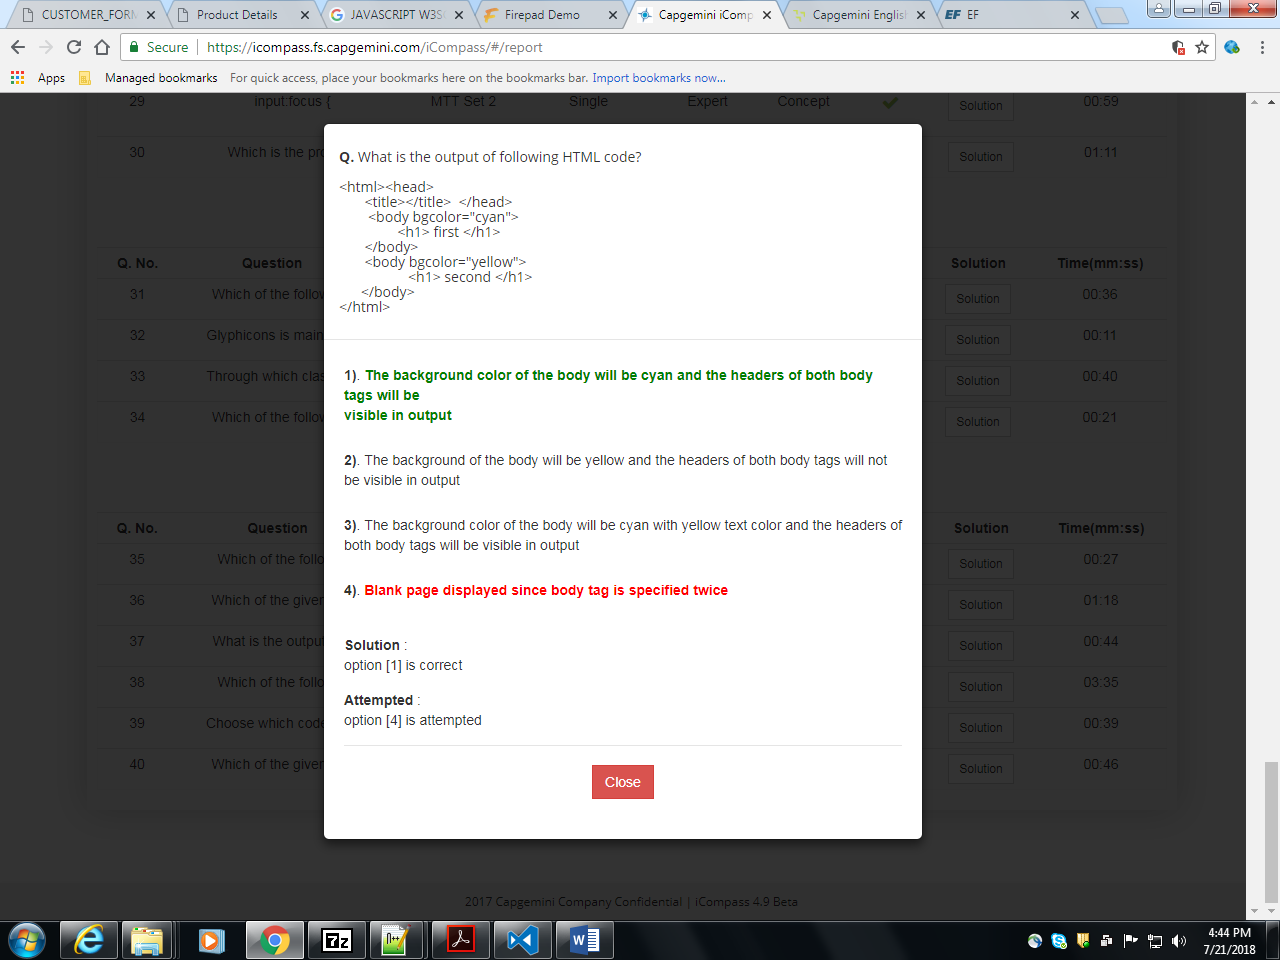 CUSTOMER_FORM
Product Details
JAVASCRIPT W3S
Firepad Demo
Capgemini iComp
Capgemini English
EF EF
Secure https://icompass.fs.capgemini.com/iCompass/#/report
Apps Managed bookmarks For quick access, place your bookmarks here on the bookmarks bar. Import bookmarks now...
29 Input:focus { MTT Set 2 Single Expert Concept Solution 00:59
30 Which is the pro Solution 01:11
Q. What is the output of following HTML code?
<html><head>
<title></title> </head>
<body bgcolor="cyan">
<h1> first </h1>
</body>
<body bgcolor="yellow">
<h1> second </h1>
</body>
</html>
Q. No. Question Solution Time(mm:ss)
31 Which of the follow Solution 00:36
32 Glyphicons is main Solution 00:11
33 Through which clas Solution 00:40
34 Which of the follow Solution 00:21
1). The background color of the body will be cyan and the headers of both body
tags will be
visible in output
2). The background of the body will be yellow and the headers of both body tags will not
be visible in output
3). The background color of the body will be cyan with yellow text color and the headers of
both body tags will be visible in output
4). Blank page displayed since body tag is specified twice
Solution :
option [1] is correct
Attempted :
option [4] is attempted
Close
Q. No. Question Solution Time(mm:ss)
35 Which of the follo Solution 00:27
36 Which of the given Solution 01:18
37 What is the outpu Solution 00:44
38 Which of the follo Solution 03:35
39 Choose which code Solution 00:39
40 Which of the given Solution 00:46
2017 Capgemini Company Confidential | iCompass 4.9 Beta
4:44 PM
7/21/2018